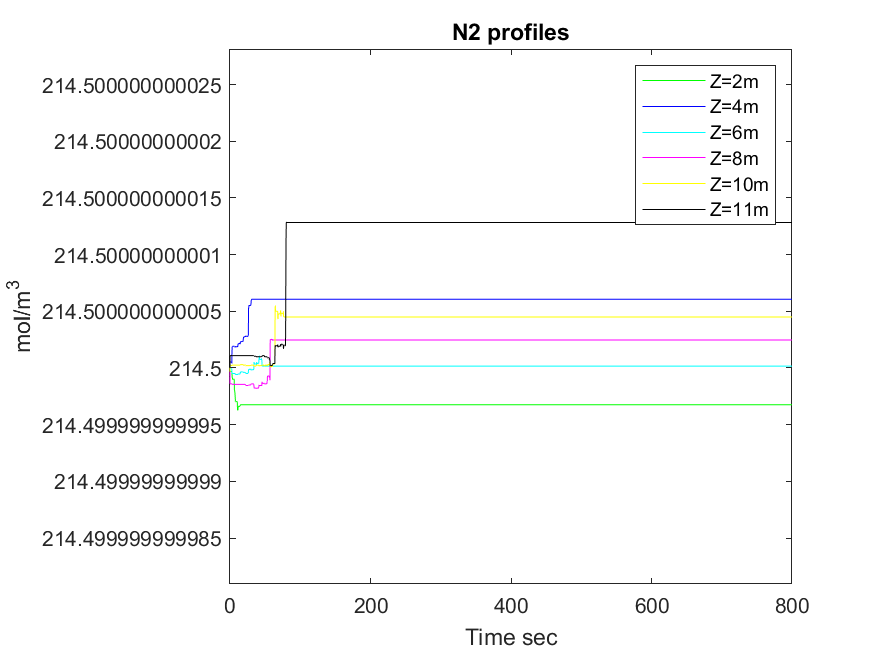 N2 profiles
214.500000000025
214.50000000002
214.500000000015
214.50000000001
214.500000000005
214.5
214.499999999995
214.49999999999
214.499999999985
mol/m³
0 200 400 600 800
Time sec
Z=2m
Z=4m
Z=6m
Z=8m
Z=10m
Z=11m